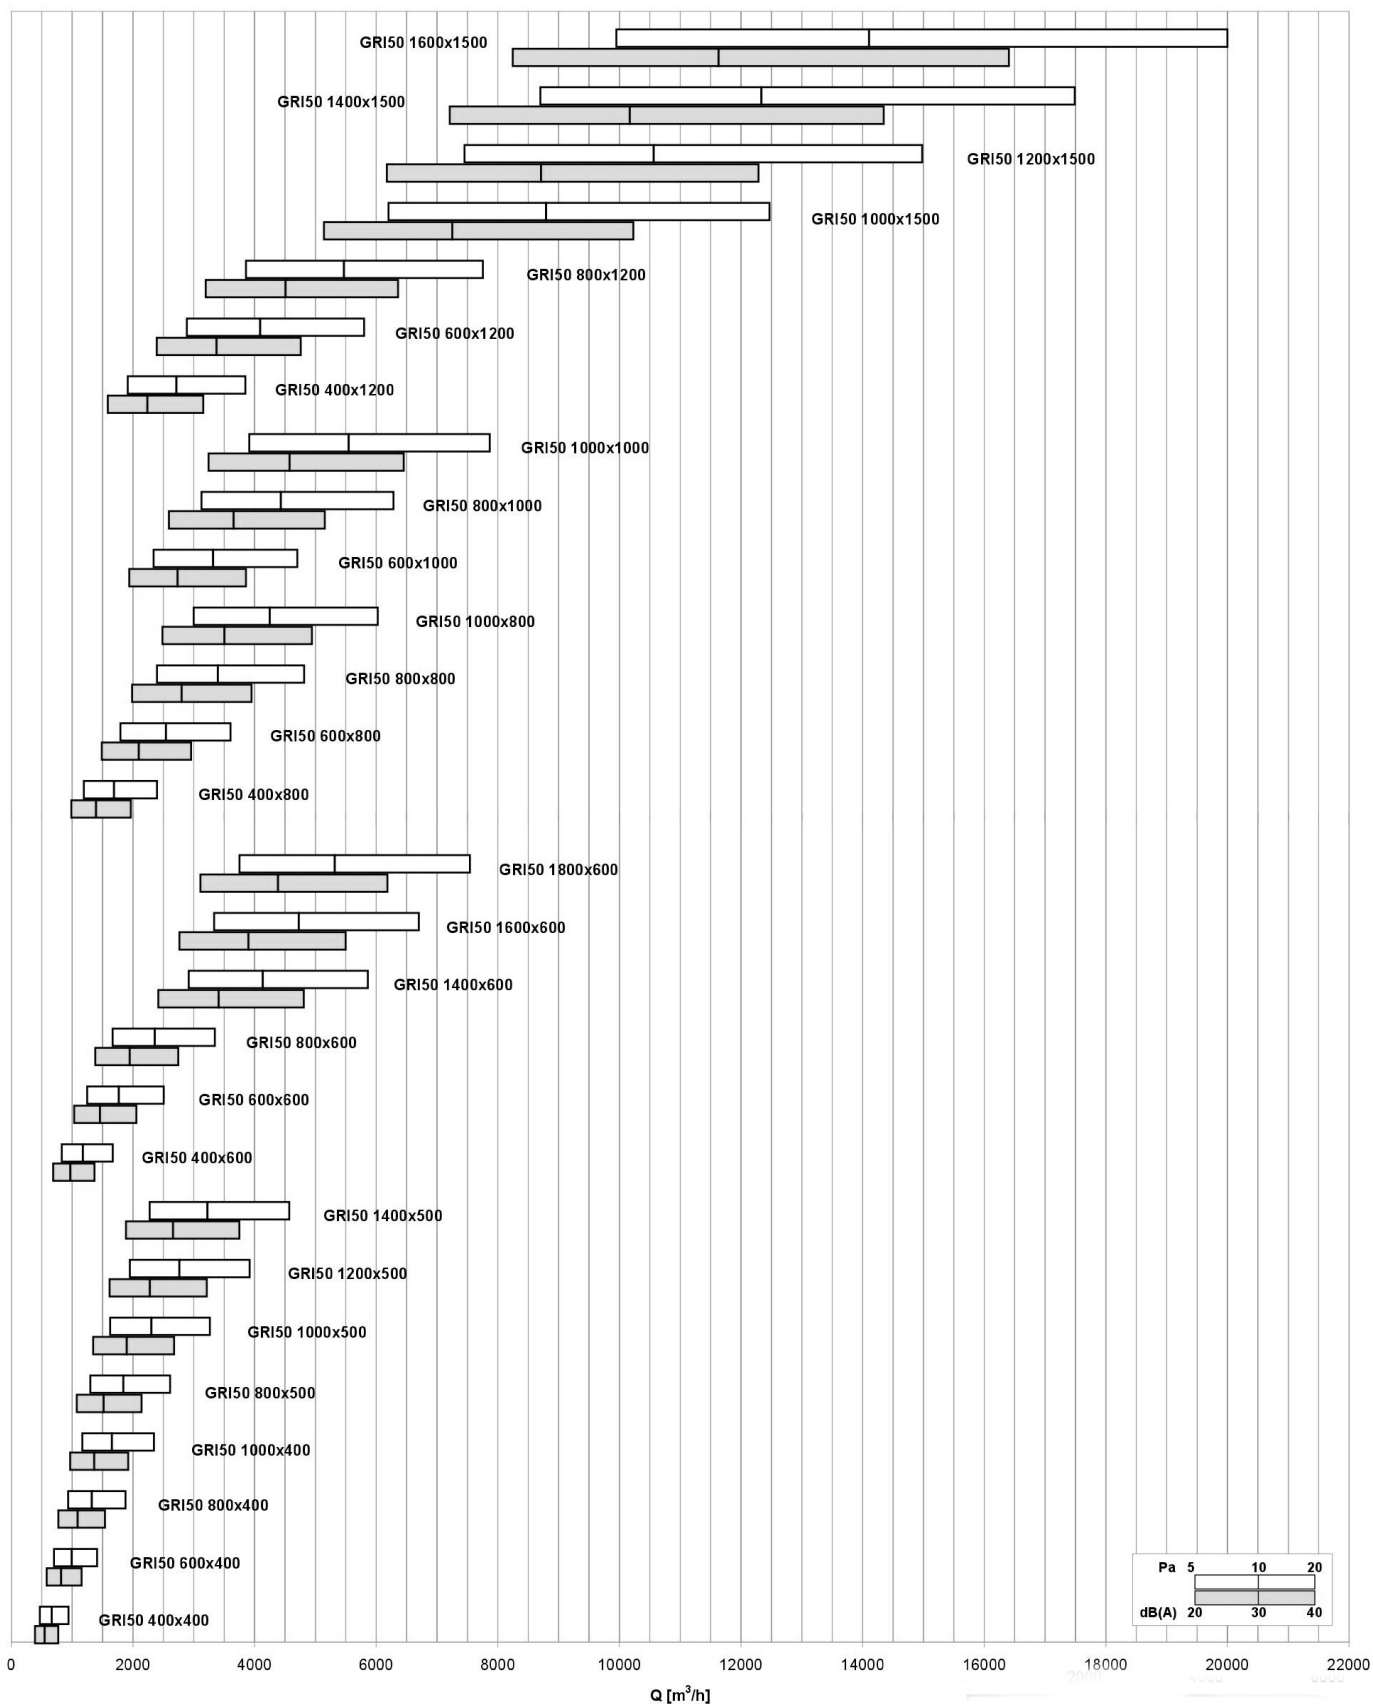 GRI50 1600x1500
GRI50 1400x1500
GRI50 1200x1500
GRI50 1000x1500
GRI50 800x1200
GRI50 600x1200
GRI50 400x1200
GRI50 1000x1000
GRI50 800x1000
GRI50 600x1000
GRI50 1000x800
GRI50 800x800
GRI50 600x800
GRI50 400x800
GRI50 1800x600
GRI50 1600x600
GRI50 1400x600
GRI50 800x600
GRI50 600x600
GRI50 400x600
GRI50 1400x500
GRI50 1200x500
GRI50 1000x500
GRI50 800x500
GRI50 1000x400
GRI50 800x400
GRI50 600x400
GRI50 400x400
Pa 5 10 20
dB(A) 20 30 40
0 2000 4000 6000 8000 10000 12000 14000 16000 18000 20000 22000
Q [m³/h]